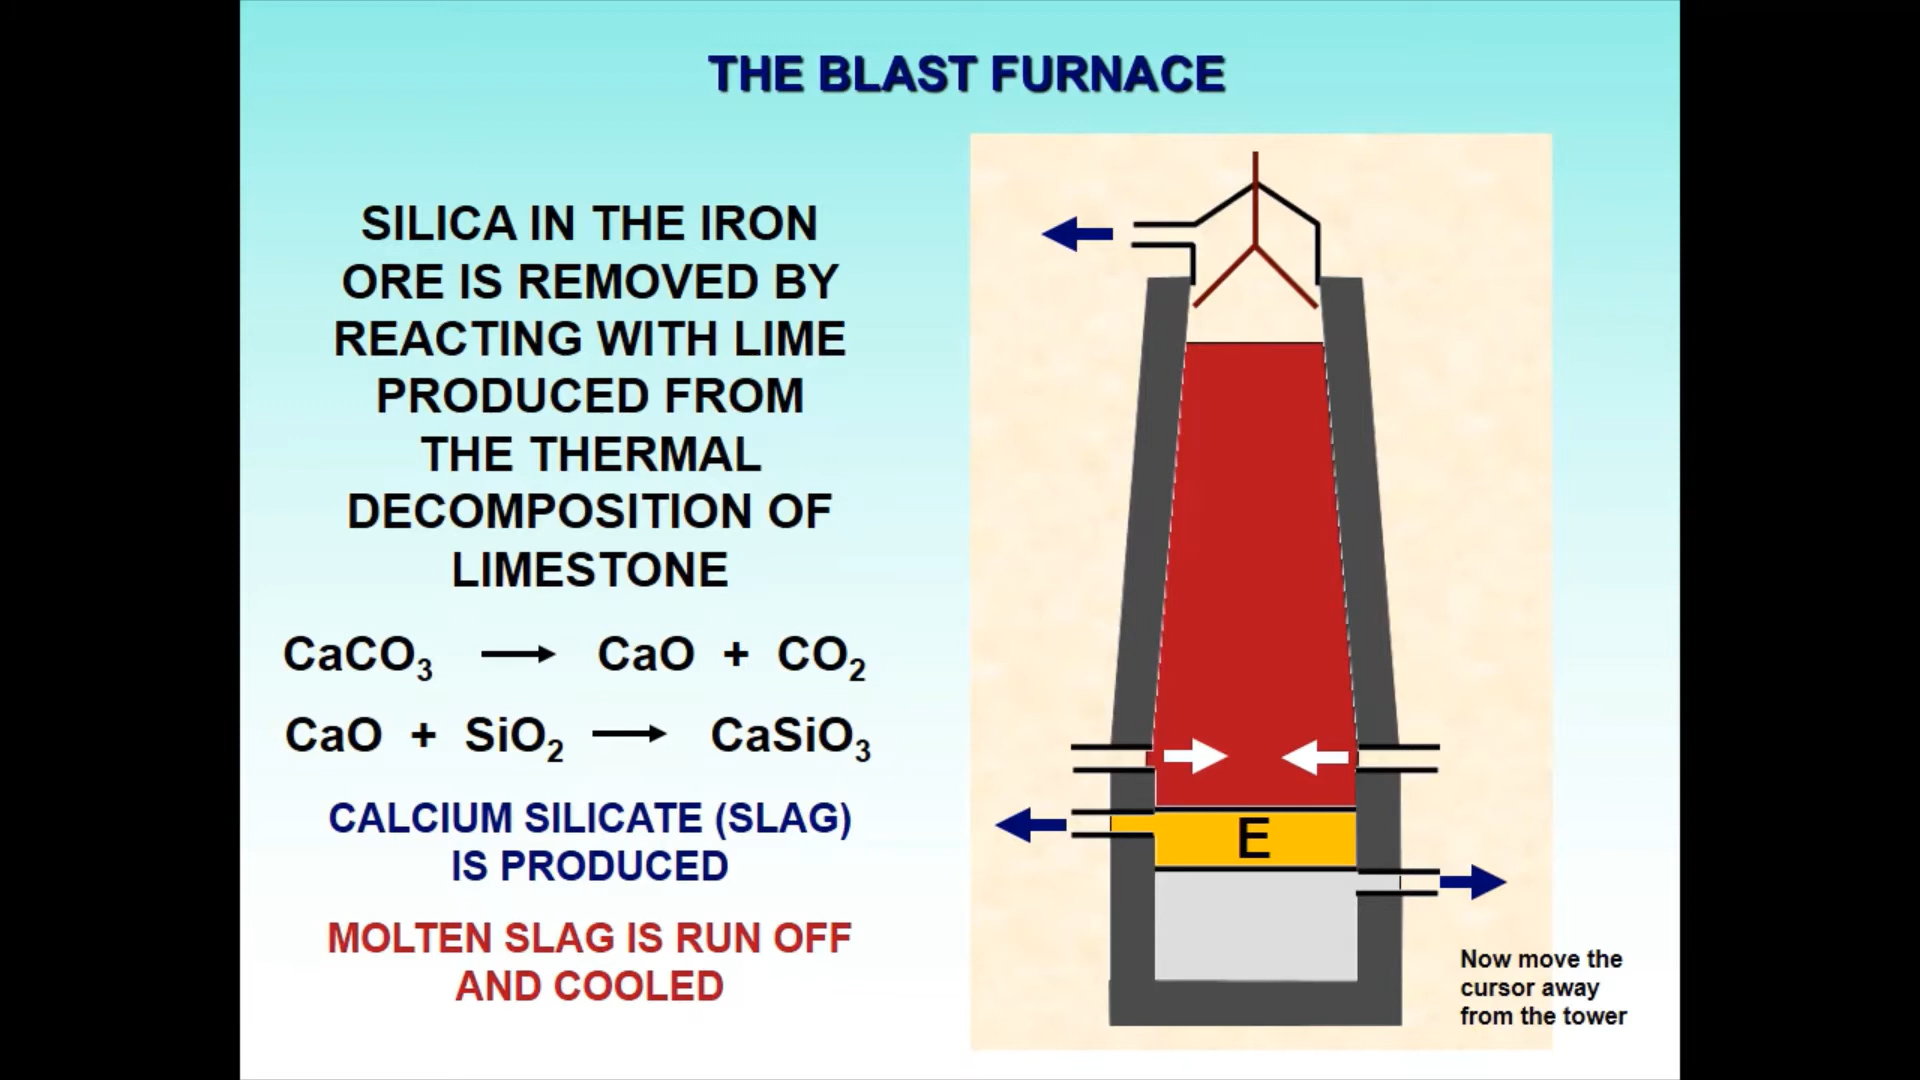 THE BLAST FURNACE
SILICA IN THE IRON
ORE IS REMOVED BY
REACTING WITH LIME
PRODUCED FROM
THE THERMAL
DECOMPOSITION OF
LIMESTONE
CaCO₃ → CaO + CO₂
CaO + SiO₂ → CaSiO₃
CALCIUM SILICATE (SLAG)
IS PRODUCED
MOLTEN SLAG IS RUN OFF
AND COOLED
E
Now move the
cursor away
from the tower